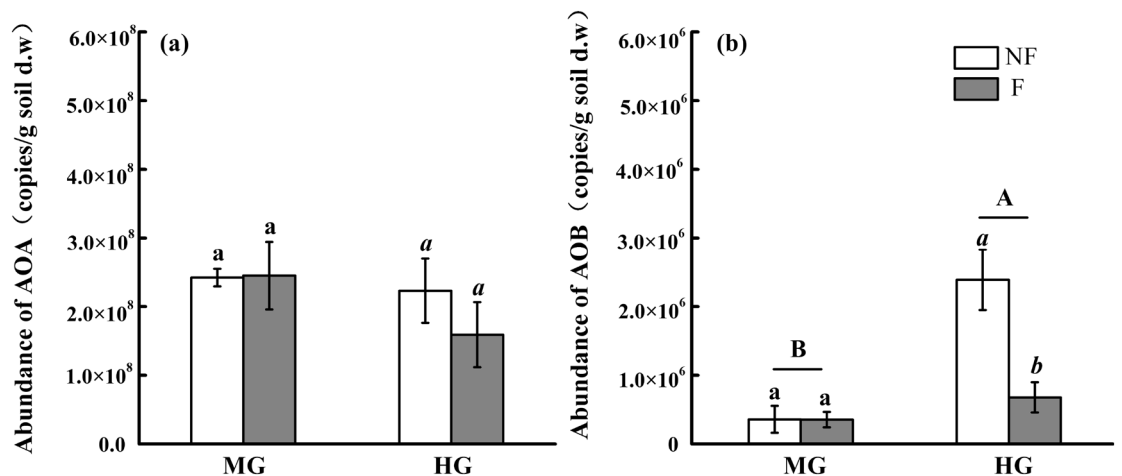 Abundance of AOA（copies/g soil d.w)
6.0×10⁸
5.0×10⁸
4.0×10⁸
3.0×10⁸
2.0×10⁸
1.0×10⁸
0.0
(a)
a
a
a
a
MG
HG
Abundance of AOB（copies/g soil d.w)
6.0×10⁶
5.0×10⁶
4.0×10⁶
3.0×10⁶
2.0×10⁶
1.0×10⁶
0
(b)
NF
F
A
a
b
B
a
a
MG
HG